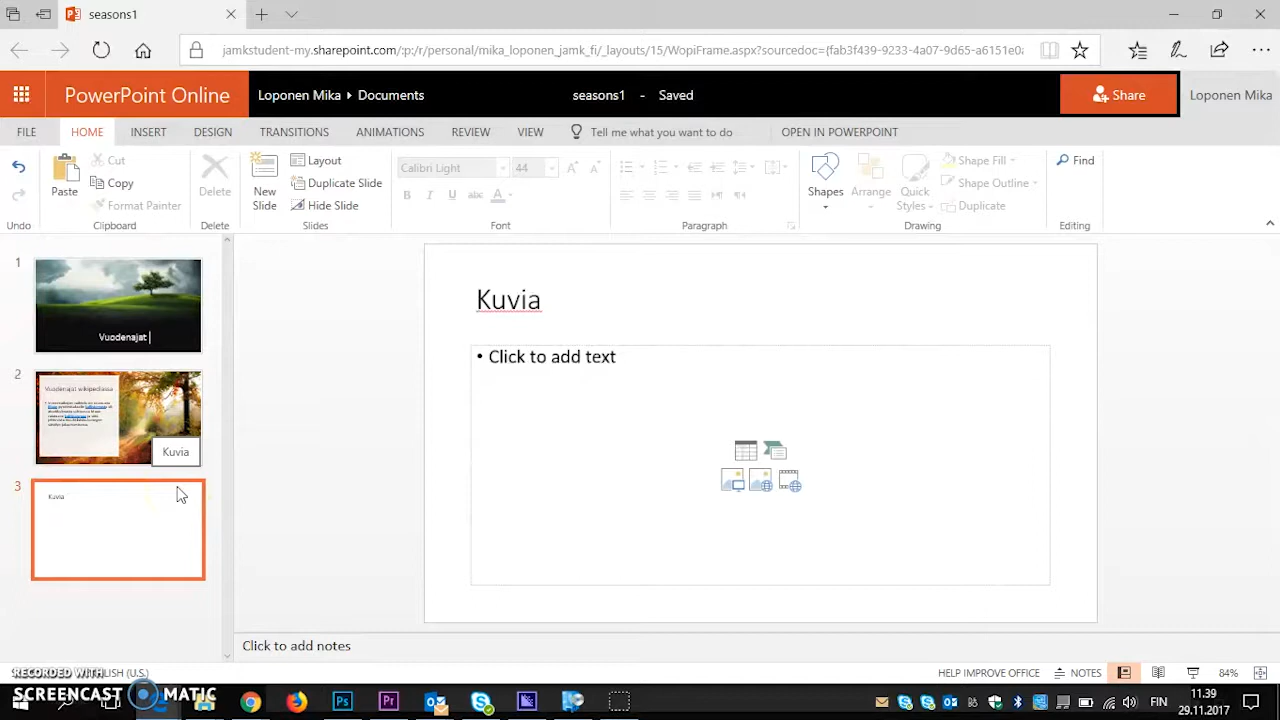 seasons1
jamkstudent-my.sharepoint.com/:p:/r/personal/mika_loponen_jamk_fi/_layouts/15/WopiFrame.aspx?sourcedoc={fab3f439-9233-4a07-9d65-a6151e0a
PowerPoint Online
Loponen Mika ▸ Documents
seasons1 - Saved
Share
Loponen Mika
FILE HOME INSERT DESIGN TRANSITIONS ANIMATIONS REVIEW VIEW Tell me what you want to do OPEN IN POWERPOINT
Paste
Cut
Copy
Format Painter
Delete
New Slide
Layout
Duplicate Slide
Hide Slide
Calibri Light 44
B I U abc A
Shapes
Arrange
Quick Styles
Shape Fill
Shape Outline
Duplicate
Find
Undo Clipboard Delete Slides Font Paragraph Drawing Editing
1
Vuodenajat
2
Vuodenajat wikipediassa
Kuvia
3
Kuvia
Kuvia
• Click to add text
Click to add notes
RECORDED WITH
SCREENCAST MATIC
LISH (U.S.)
HELP IMPROVE OFFICE
NOTES
84%
Ps
Pr
FIN
11.39
29.11.2017